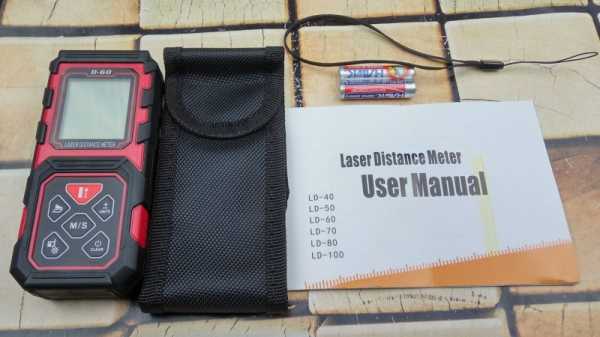 D-60
LASER DISTANCE METER
UNITS
M/S
CLEAR
Laser Distance Meter
User Manual
LD-40
LD-50
LD-60
LD-70
LD-80
LD-100